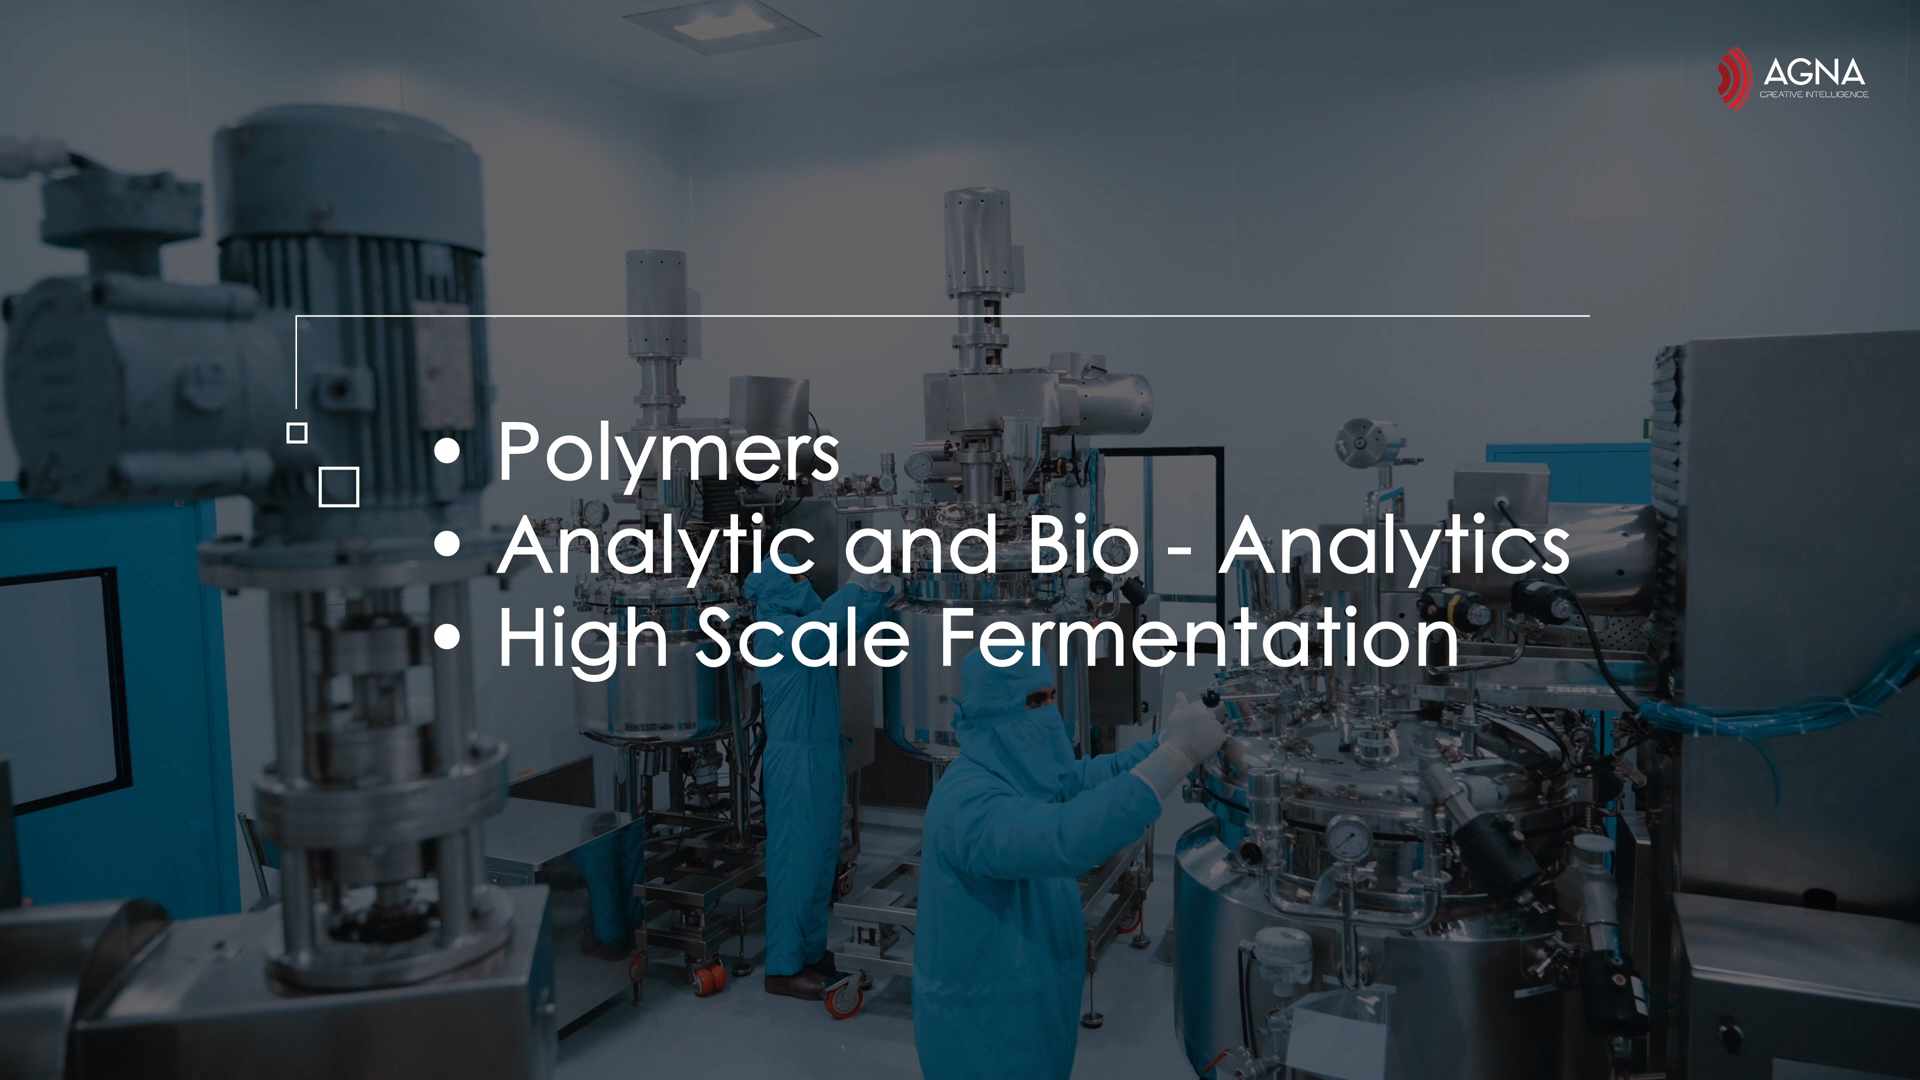 AGNA
CREATIVE INTELLIGENCE
• Polymers
• Analytic and Bio - Analytics
• High Scale Fermentation